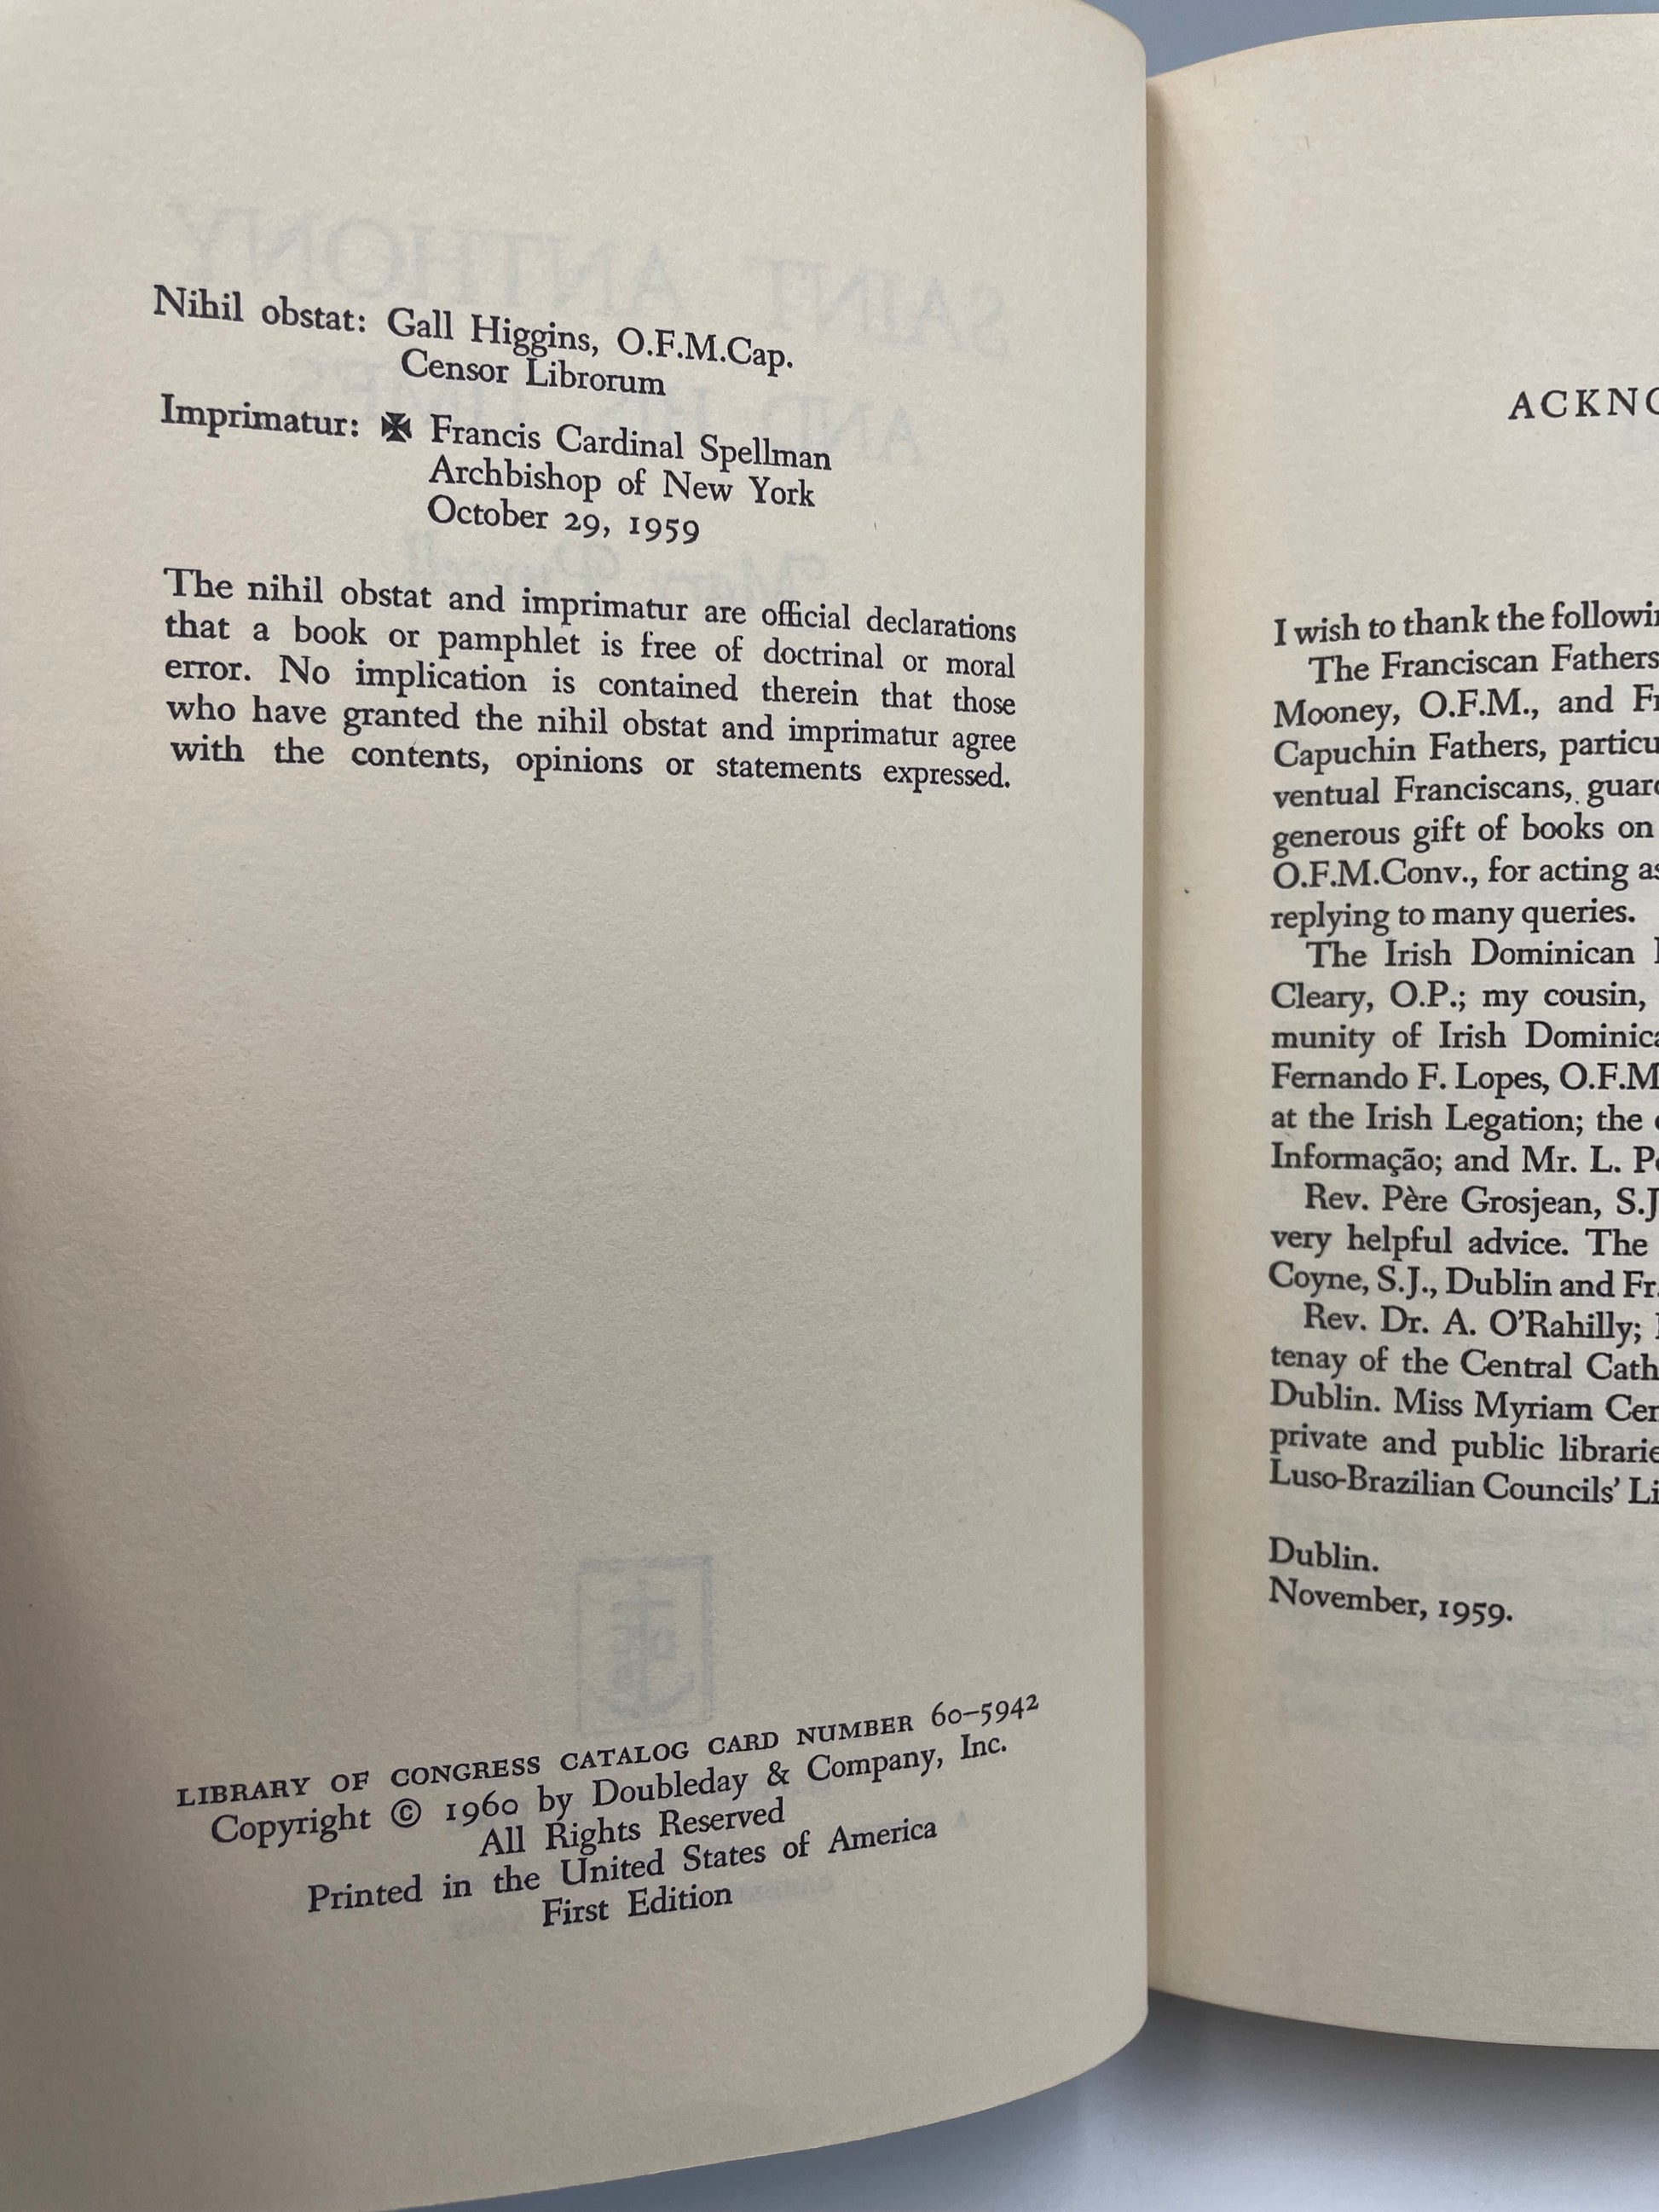 Nihil obstat: Gall Higgins, O.F.M.Cap.
Censor Librorum
Imprimatur: ✠ Francis Cardinal Spellman
Archbishop of New York
October 29, 1959
The nihil obstat and imprimatur are official declarations
that a book or pamphlet is free of doctrinal or moral
error. No implication is contained therein that those
who have granted the nihil obstat and imprimatur agree
with the contents, opinions or statements expressed.
LIBRARY OF CONGRESS CATALOG CARD NUMBER 60–5942
Copyright © 1960 by Doubleday & Company, Inc.
All Rights Reserved
Printed in the United States of America
First Edition
I wish to thank the
The Franciscan Fathers
Mooney, O.F.M., and
Capuchin Fathers,
ventual Franciscans, 
generous gift of books on
O.F.M.Conv., for acting
replying to many queries.
The Irish Dominican
Cleary, O.P.; my cousin,
munity of Irish
Fernando F. Lopes,
at the Irish Legation; the
Informação; and Mr. L.
Rev. Père Grosjean,
very helpful advice. The
Coyne, S.J., Dublin and Fr.
Rev. Dr. A. O'Rahilly;
tenay of the Central
Dublin. Miss Myriam
private and public
Luso-Brazilian Councils'
Dublin.
November, 1959.